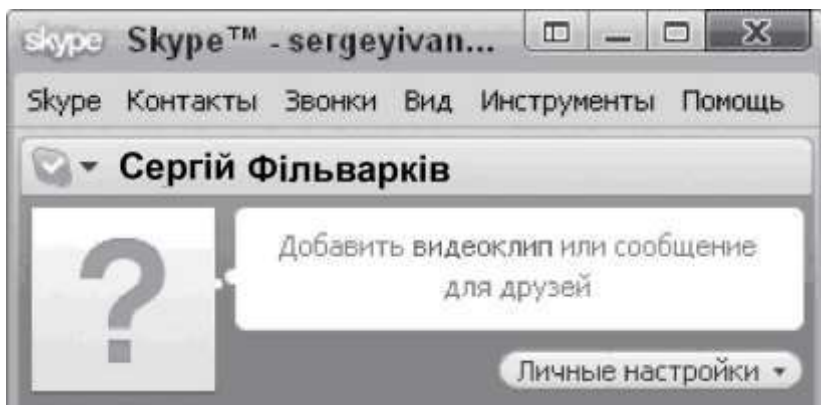 skype Skype™ - sergeyivan...
Skype Контакты Звонки Вид Инструменты Помощь
Сергій Фільварків
?
Добавить видеоклип или сообщение
для друзей
Личные настройки